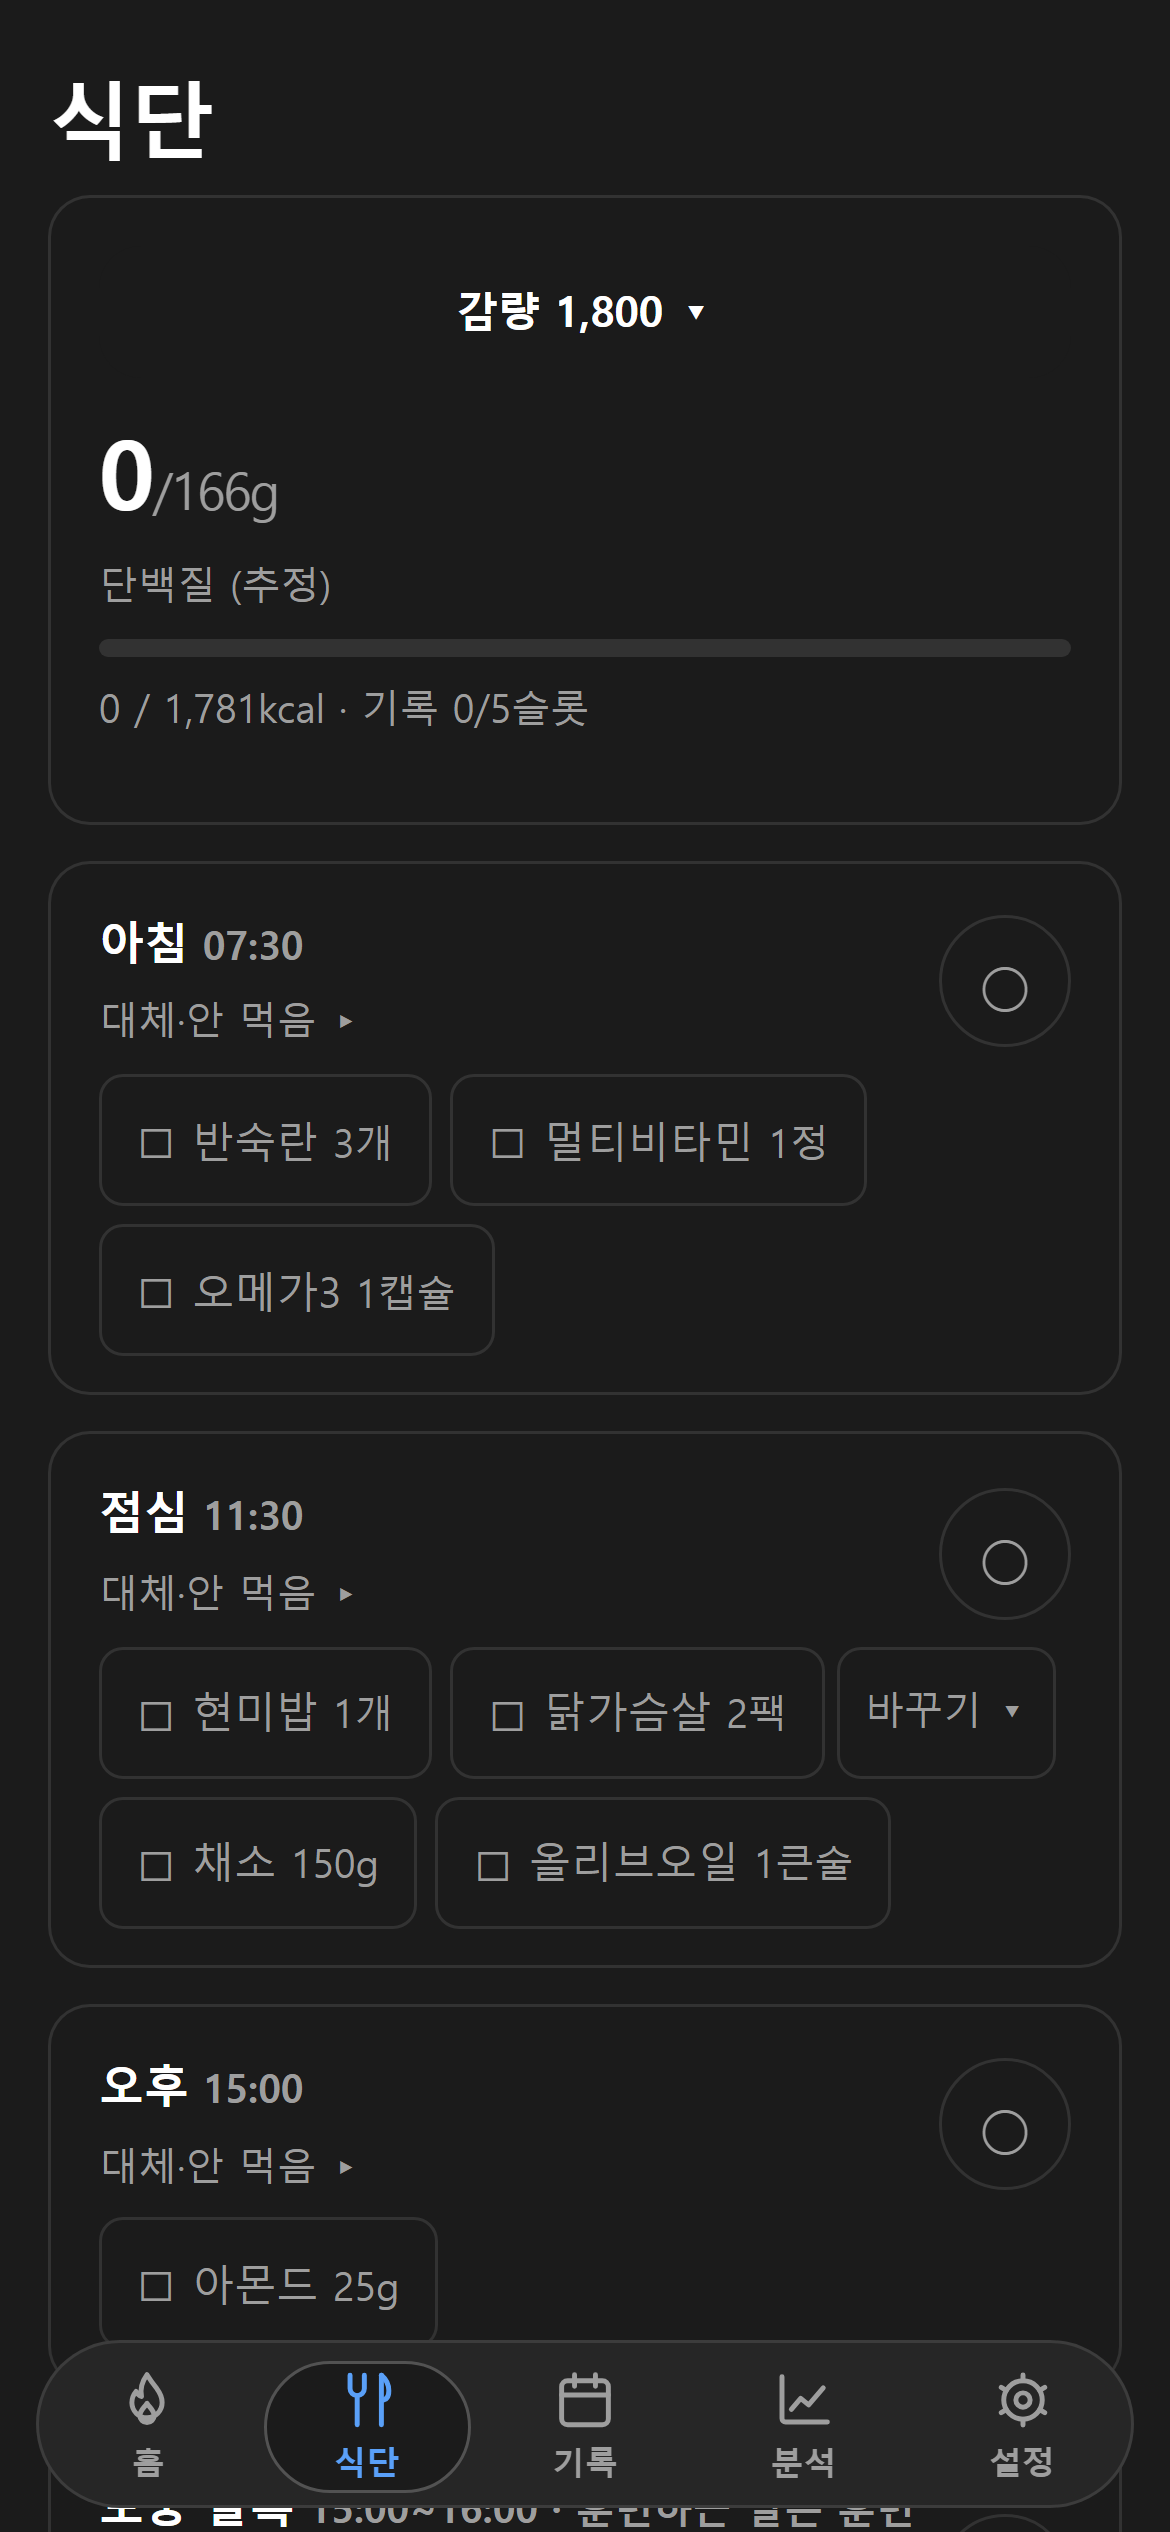 식단
감량 1,800 ▼
0/166g
단백질 (추정)
0 / 1,781kcal · 기록 0/5슬롯
아침 07:30
대체·안 먹음 ▸
□ 반숙란 3개
□ 멀티비타민 1정
□ 오메가3 1캡슐
점심 11:30
대체·안 먹음 ▸
□ 현미밥 1개
□ 닭가슴살 2팩
바꾸기 ▾
□ 채소 150g
□ 올리브오일 1큰술
오후 15:00
대체·안 먹음 ▸
□ 아몬드 25g
홈
식단
기록
분석
설정
15:00~16:00 ·